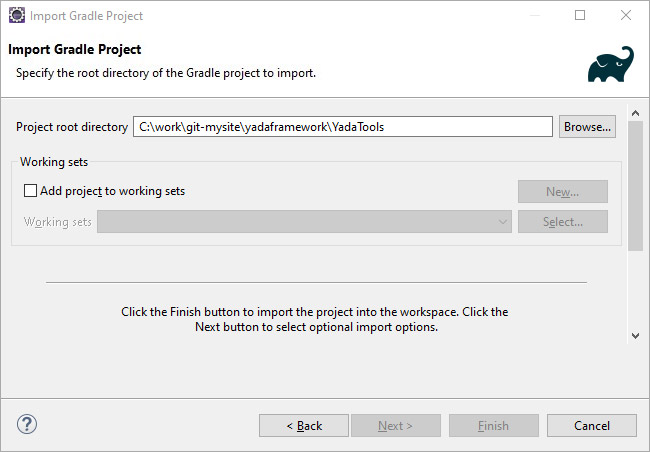 Import Gradle Project
Import Gradle Project
Specify the root directory of the Gradle project to import.
Project root directory C:\work\git-mysite\yadaframework\YadaTools Browse...
Working sets
Add project to working sets New...
Working sets Select...
Click the Finish button to import the project into the workspace. Click the
Next button to select optional import options.
? < Back Next > Finish Cancel